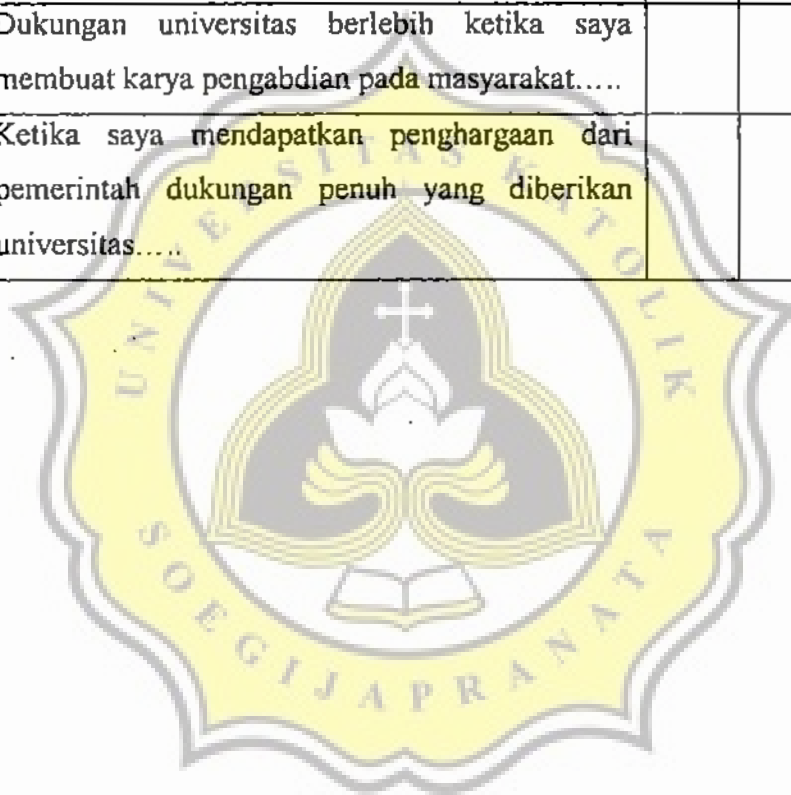 Dukungan universitas berlebih ketika saya
membuat karya pengabdian pada masyarakat.....
Ketika saya mendapatkan penghargaan dari
pemerintah dukungan penuh yang diberikan
universitas.....
UNIVERSITAS KATOLIK
SOEGIJAPRANATA